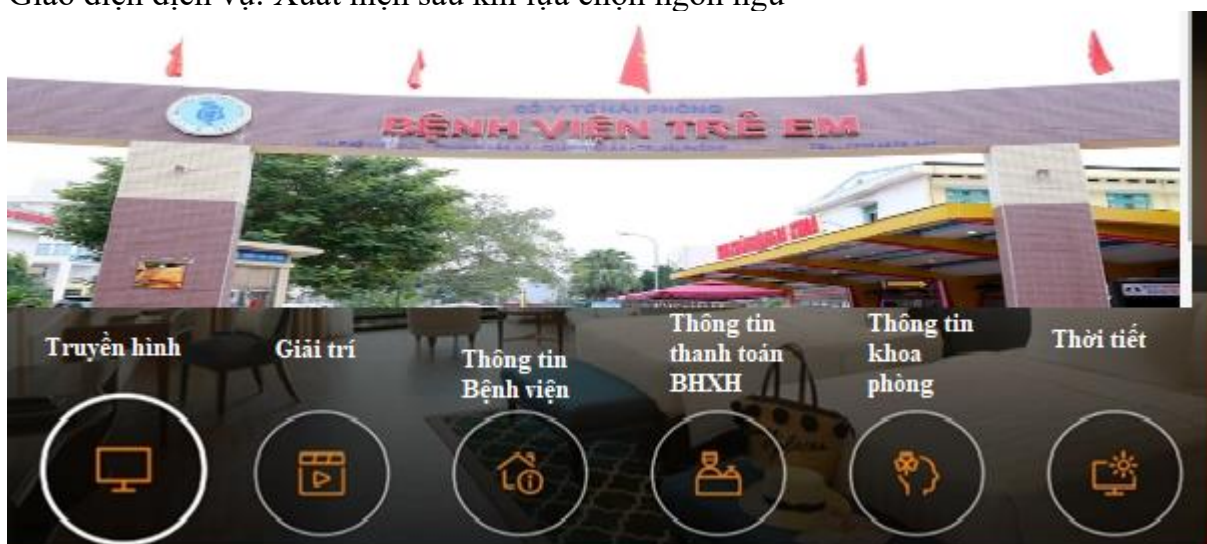 Giao diện dịch vụ: Xuất hiện sau khi lựa chọn ngôn ngữ
SỞ Y TẾ HẢI PHÒNG
BỆNH VIỆN TRẺ EM
Truyền hình
Giải trí
Thông tin
Bệnh viện
Thông tin
thanh toán
BHXH
Thông tin
khoa
phòng
Thời tiết